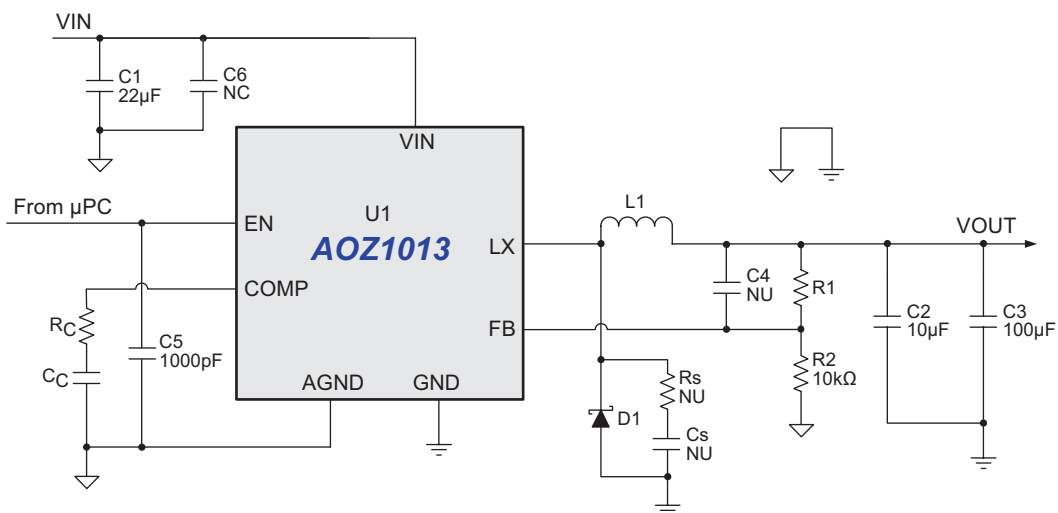 VIN
C1
22µF
C6
NC
VIN
From µPC
EN
U1
AOZ1013
LX
L1
VOUT
COMP
C4
NU
R1
RC
C5
1000pF
FB
C2
10µF
C3
100µF
CC
AGND
GND
R2
10kΩ
Rs
NU
D1
Cs
NU